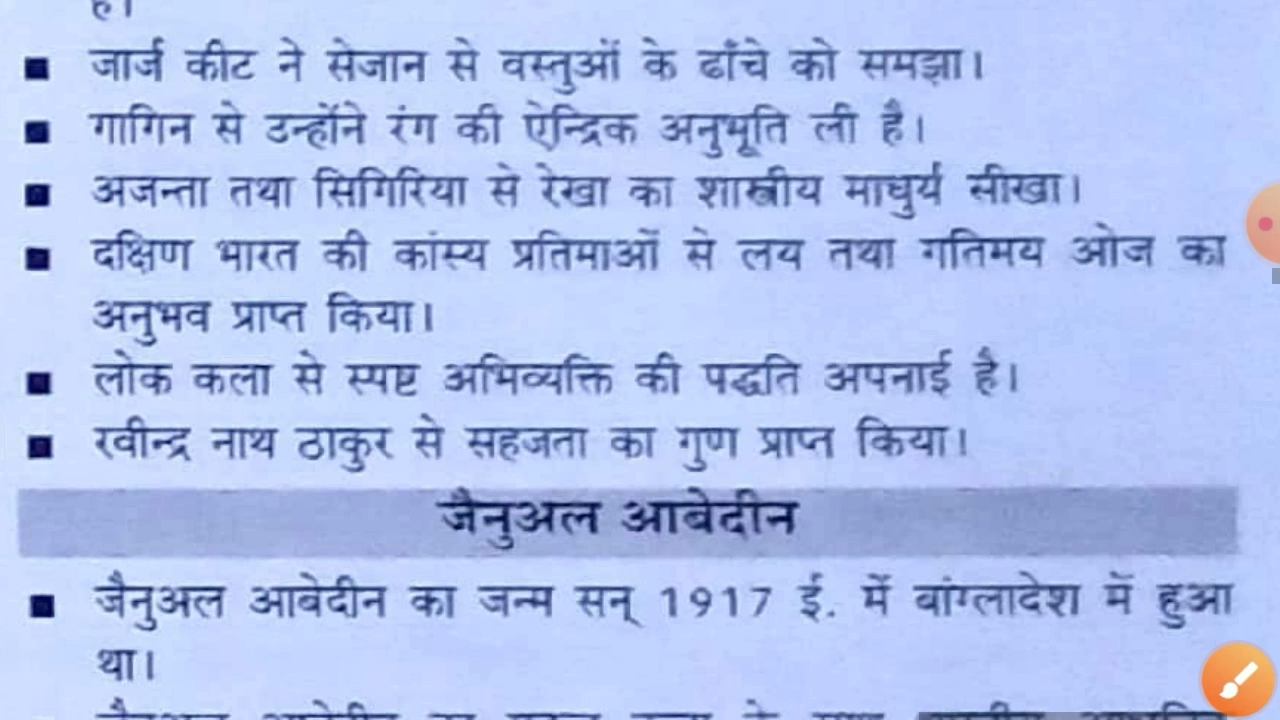 है।
■ जार्ज कीट ने सेजान से वस्तुओं के ढाँचे को समझा।
■ गागिन से उन्होंने रंग की ऐन्द्रिक अनुभूति ली है।
■ अजन्ता तथा सिगिरिया से रेखा का शास्त्रीय माधुर्य सीखा।
■ दक्षिण भारत की कांस्य प्रतिमाओं से लय तथा गतिमय ओज का
अनुभव प्राप्त किया।
■ लोक कला से स्पष्ट अभिव्यक्ति की पद्धति अपनाई है।
■ रवीन्द्र नाथ ठाकुर से सहजता का गुण प्राप्त किया।
जैनुअल आबेदीन
■ जैनुअल आबेदीन का जन्म सन् 1917 ई. में बांग्लादेश में हुआ
था।